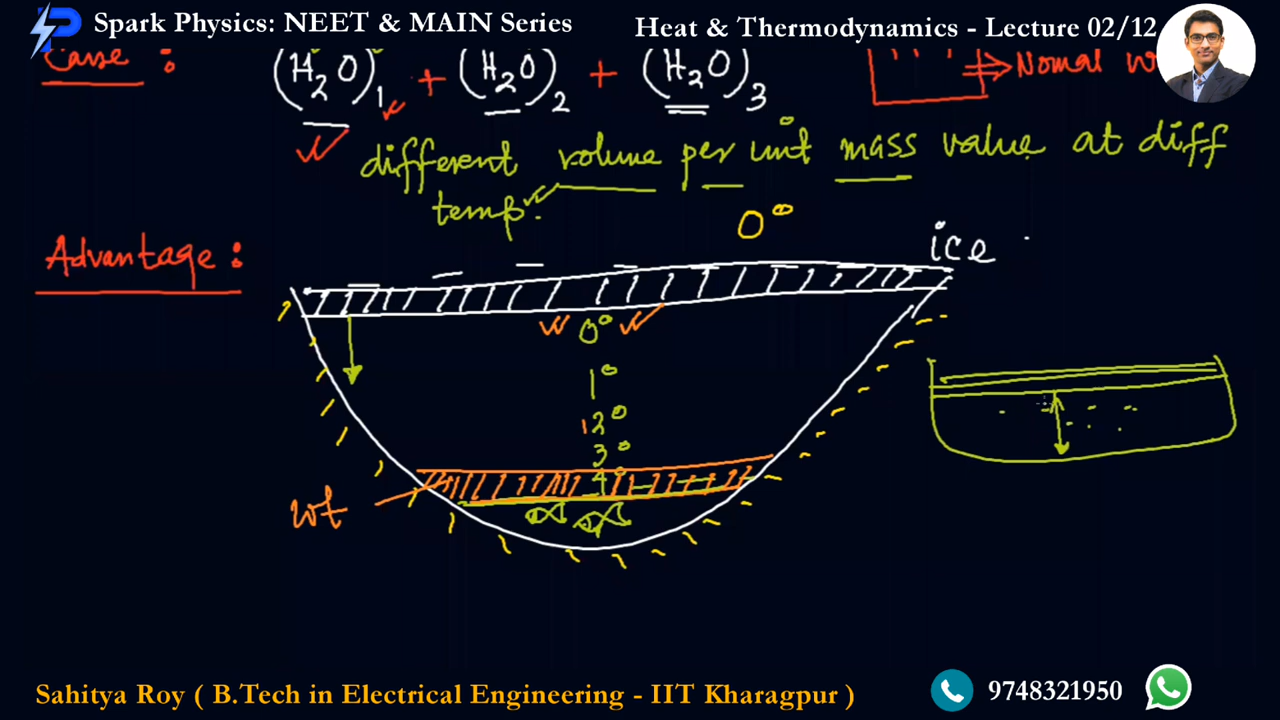 Spark Physics: NEET & MAIN Series
Heat & Thermodynamics - Lecture 02/12
Case :
(H2O)1 + (H2O)2 + (H2O)3
Nomal
different volume per unit mass value at diff
temp.
0°
Advantage :
ice
0°
1°
2°
3°
4°
wt
Sahitya Roy ( B.Tech in Electrical Engineering - IIT Kharagpur )
9748321950